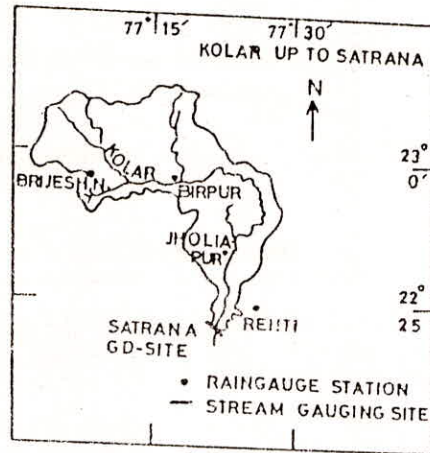 77° 15' 77° 30'
KOLAR UP TO SATRANA
N
23°
0'
KOLAR
BRIJESH N.
BIRPUR
JHOLIA
PUR
22°
25
REHTI
SATRANA
GD-SITE
• RAINGAUGE STATION
— STREAM GAUGING SITE